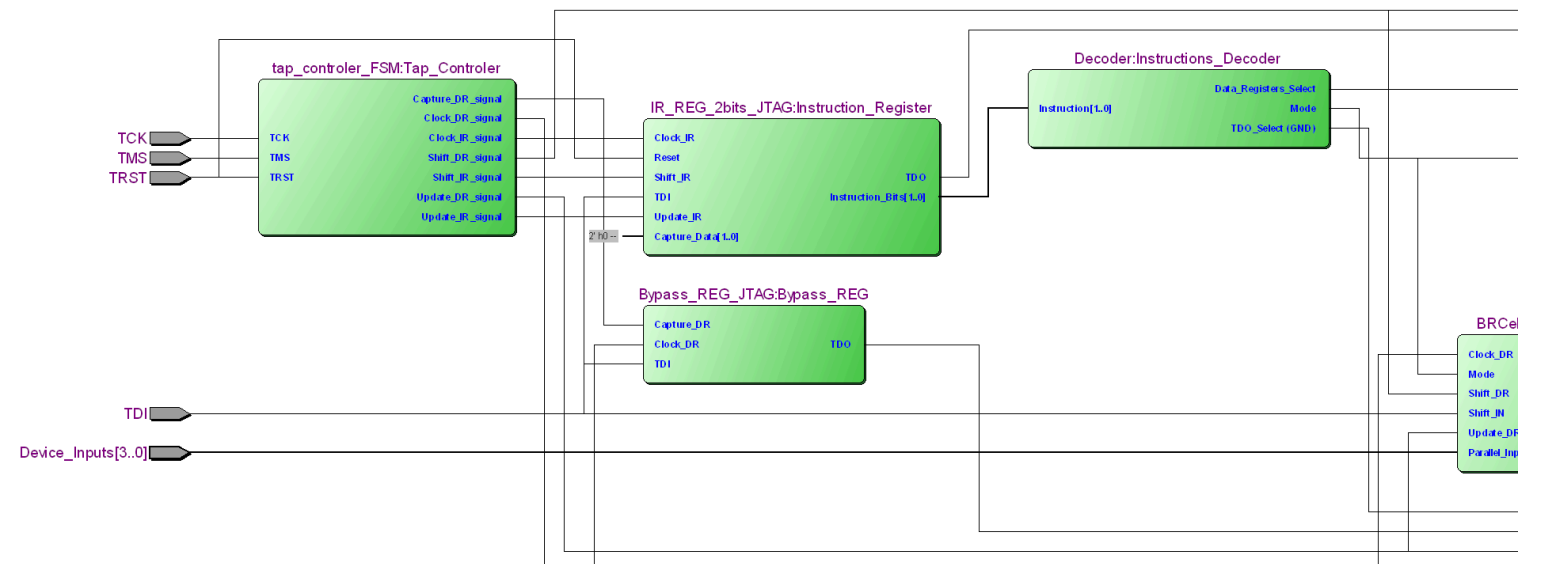 tap_controler_FSM:Tap_Controler
Capture_DR_signal
Clock_DR_signal
TCK
TCK
Clock_IR_signal
TMS
TMS
Shift_DR_signal
TRST
TRST
Shift_IR_signal
Update_DR_signal
Update_IR_signal
IR_REG_2bits_JTAG:Instruction_Register
Clock_IR
Reset
Shift_IR
TDO
TDI
Instruction_Bits[1..0]
Update_IR
2' h0 --
Capture_Data[1..0]
Decoder:Instructions_Decoder
Data_Registers_Select
Instruction[1..0]
Mode
TDO_Select (GND)
Bypass_REG_JTAG:Bypass_REG
Capture_DR
Clock_DR
TDO
TDI
TDI
Device_Inputs[3..0]
BRCel
Clock_DR
Mode
Shift_DR
Shift_IN
Update_DR
Parallel_Inp